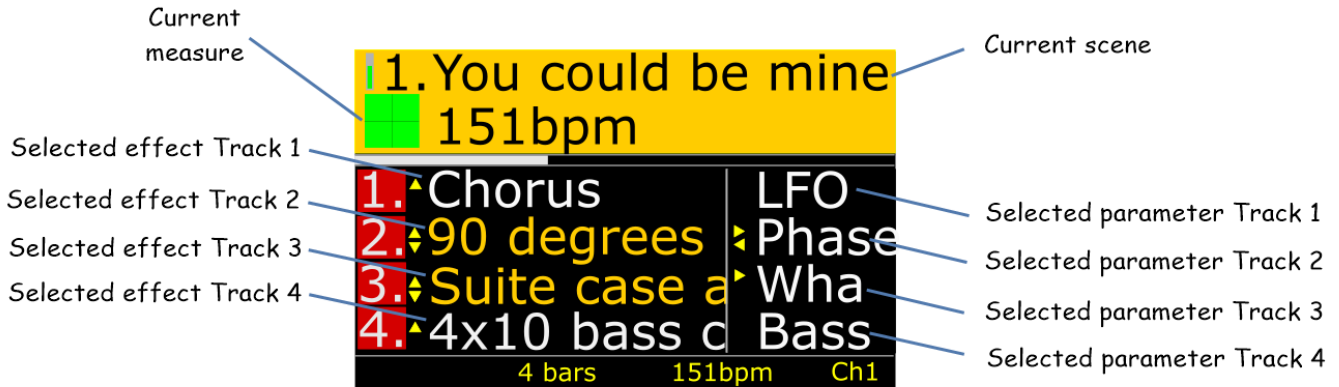 Current
measure
Current scene
1.You could be mine
151bpm
Selected effect Track 1
Selected effect Track 2
Selected effect Track 3
Selected effect Track 4
1. Chorus LFO
2. 90 degrees Phase
3. Suite case a Wha
4. 4x10 bass c Bass
Selected parameter Track 1
Selected parameter Track 2
Selected parameter Track 3
Selected parameter Track 4
4 bars 151bpm Ch1